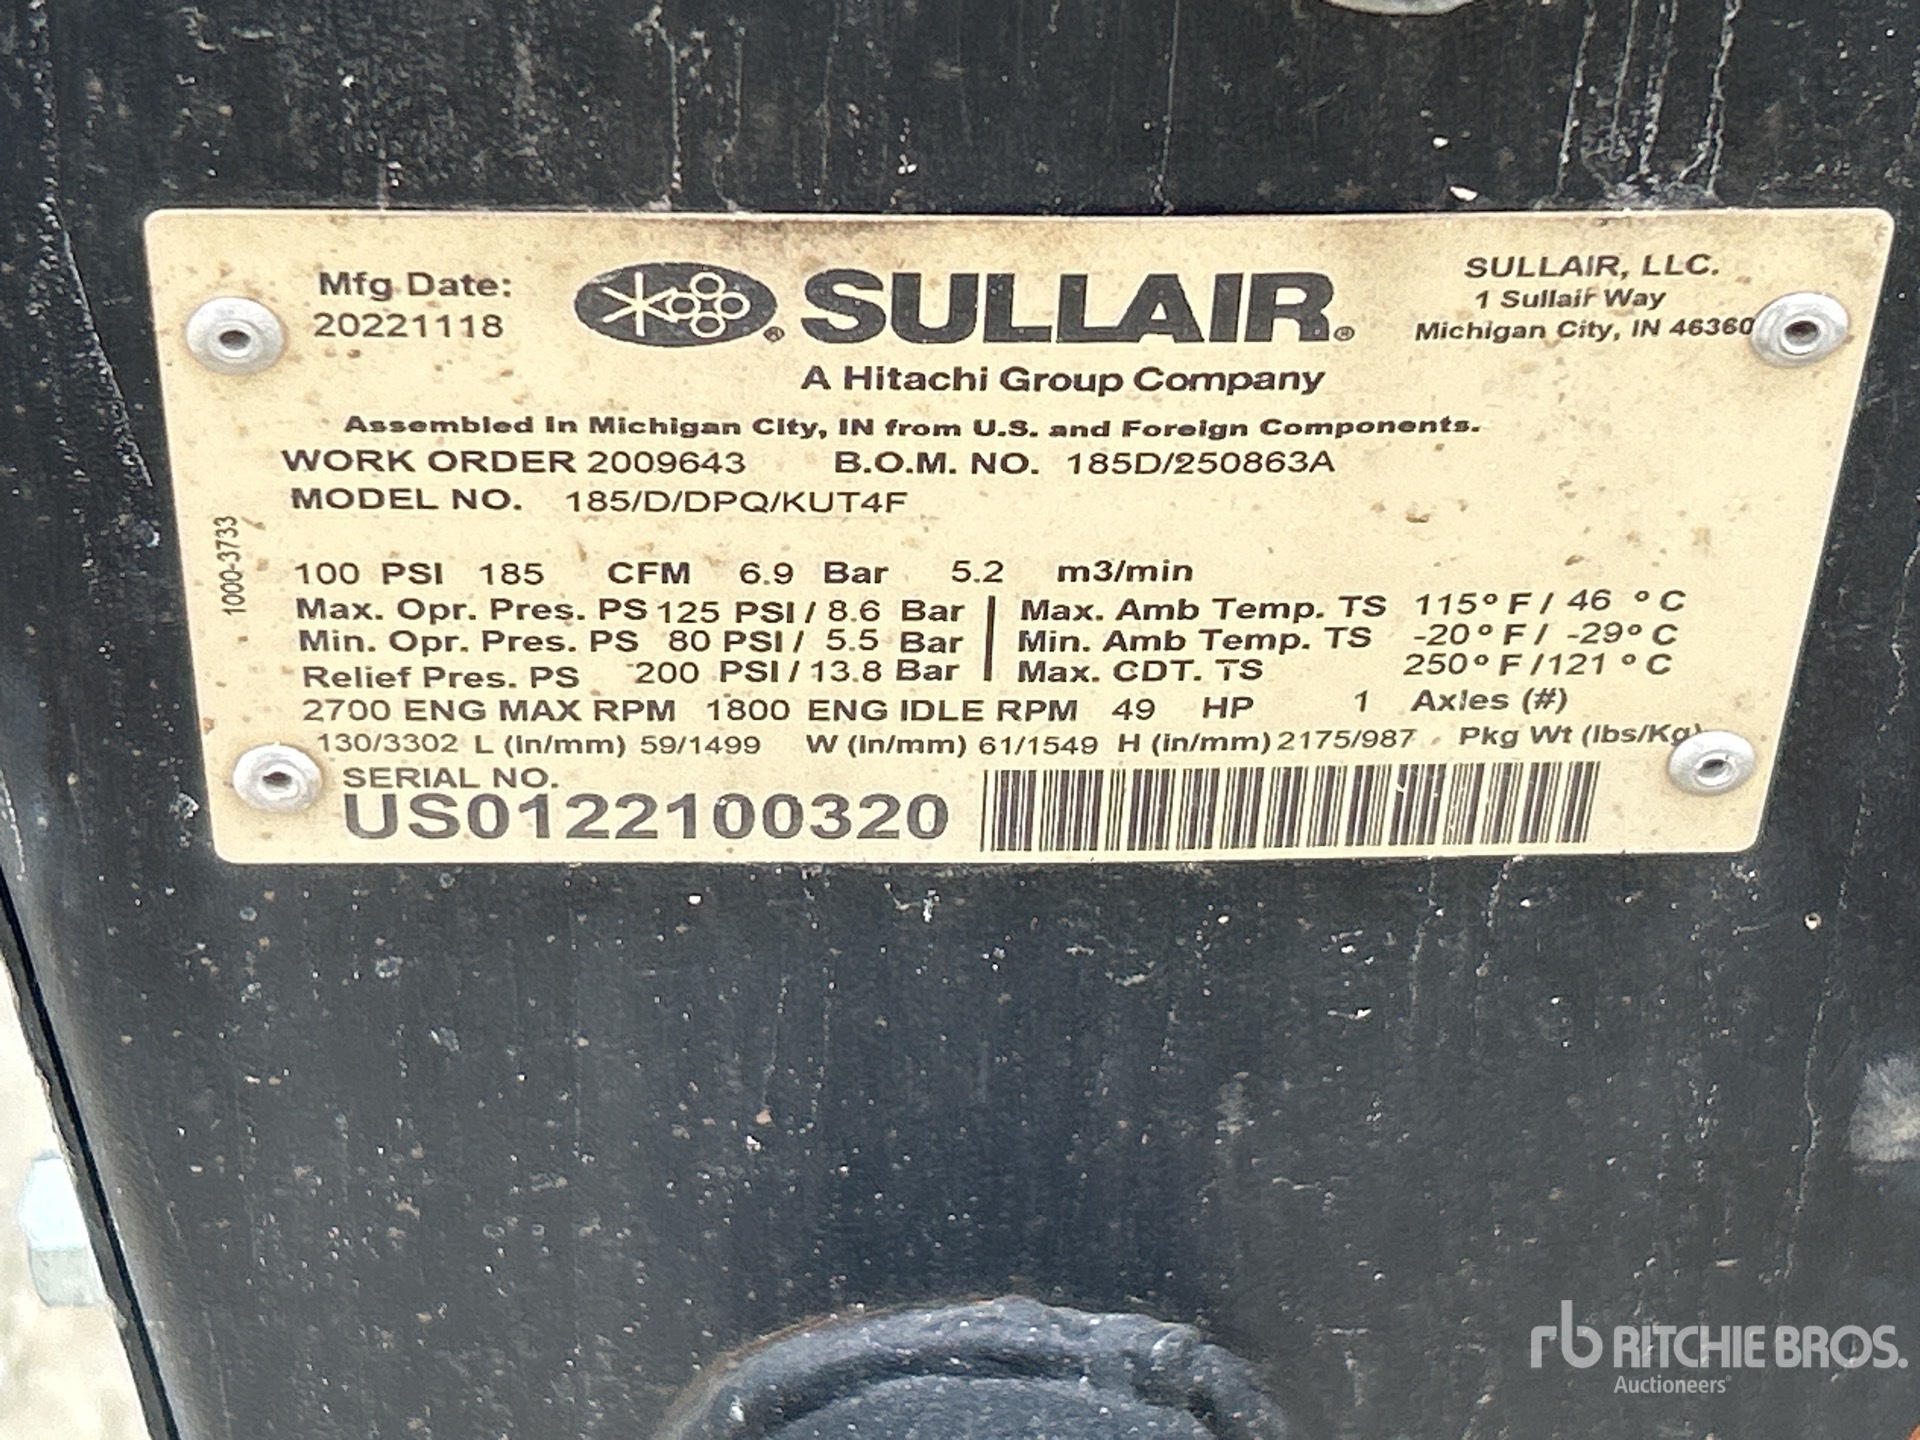 Mfg Date:
20221118
SULLAIR®
A Hitachi Group Company
SULLAIR, LLC.
1 Sullair Way
Michigan City, IN 46360
Assembled In Michigan City, IN from U.S. and Foreign Components.
WORK ORDER 2009643 B.O.M. NO. 185D/250863A
MODEL NO. 185/D/DPQ/KUT4F
1000-3733
100 PSI 185 CFM 6.9 Bar 5.2 m3/min
Max. Opr. Pres. PS 125 PSI / 8.6 Bar | Max. Amb Temp. TS 115° F / 46 °C
Min. Opr. Pres. PS 80 PSI / 5.5 Bar | Min. Amb Temp. TS -20° F / -29° C
Relief Pres. PS 200 PSI / 13.8 Bar | Max. CDT. TS 250° F / 121 °C
2700 ENG MAX RPM 1800 ENG IDLE RPM 49 HP 1 Axles (#)
130/3302 L (in/mm) 59/1499 W (in/mm) 61/1549 H (in/mm) 2175/987 Pkg Wt (lbs/Kg)
SERIAL NO.
US0122100320
rb RITCHIE BROS.
Auctioneers